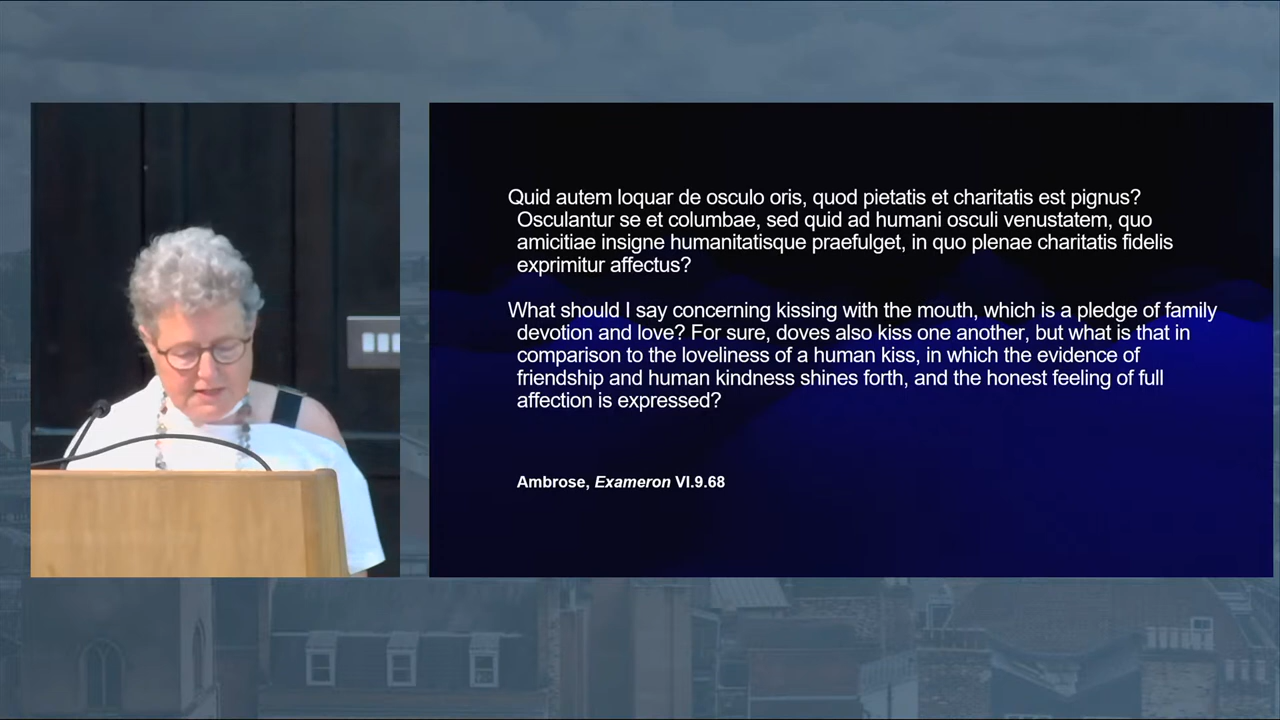 Quid autem loquar de osculo oris, quod pietatis et charitatis est pignus?
Osculantur se et columbae, sed quid ad humani osculi venustatem, quo
amicitiae insigne humanitatisque praefulget, in quo plenae charitatis fidelis
exprimitur affectus?
What should I say concerning kissing with the mouth, which is a pledge of family
devotion and love? For sure, doves also kiss one another, but what is that in
comparison to the loveliness of a human kiss, in which the evidence of
friendship and human kindness shines forth, and the honest feeling of full
affection is expressed?
Ambrose, Exameron VI.9.68